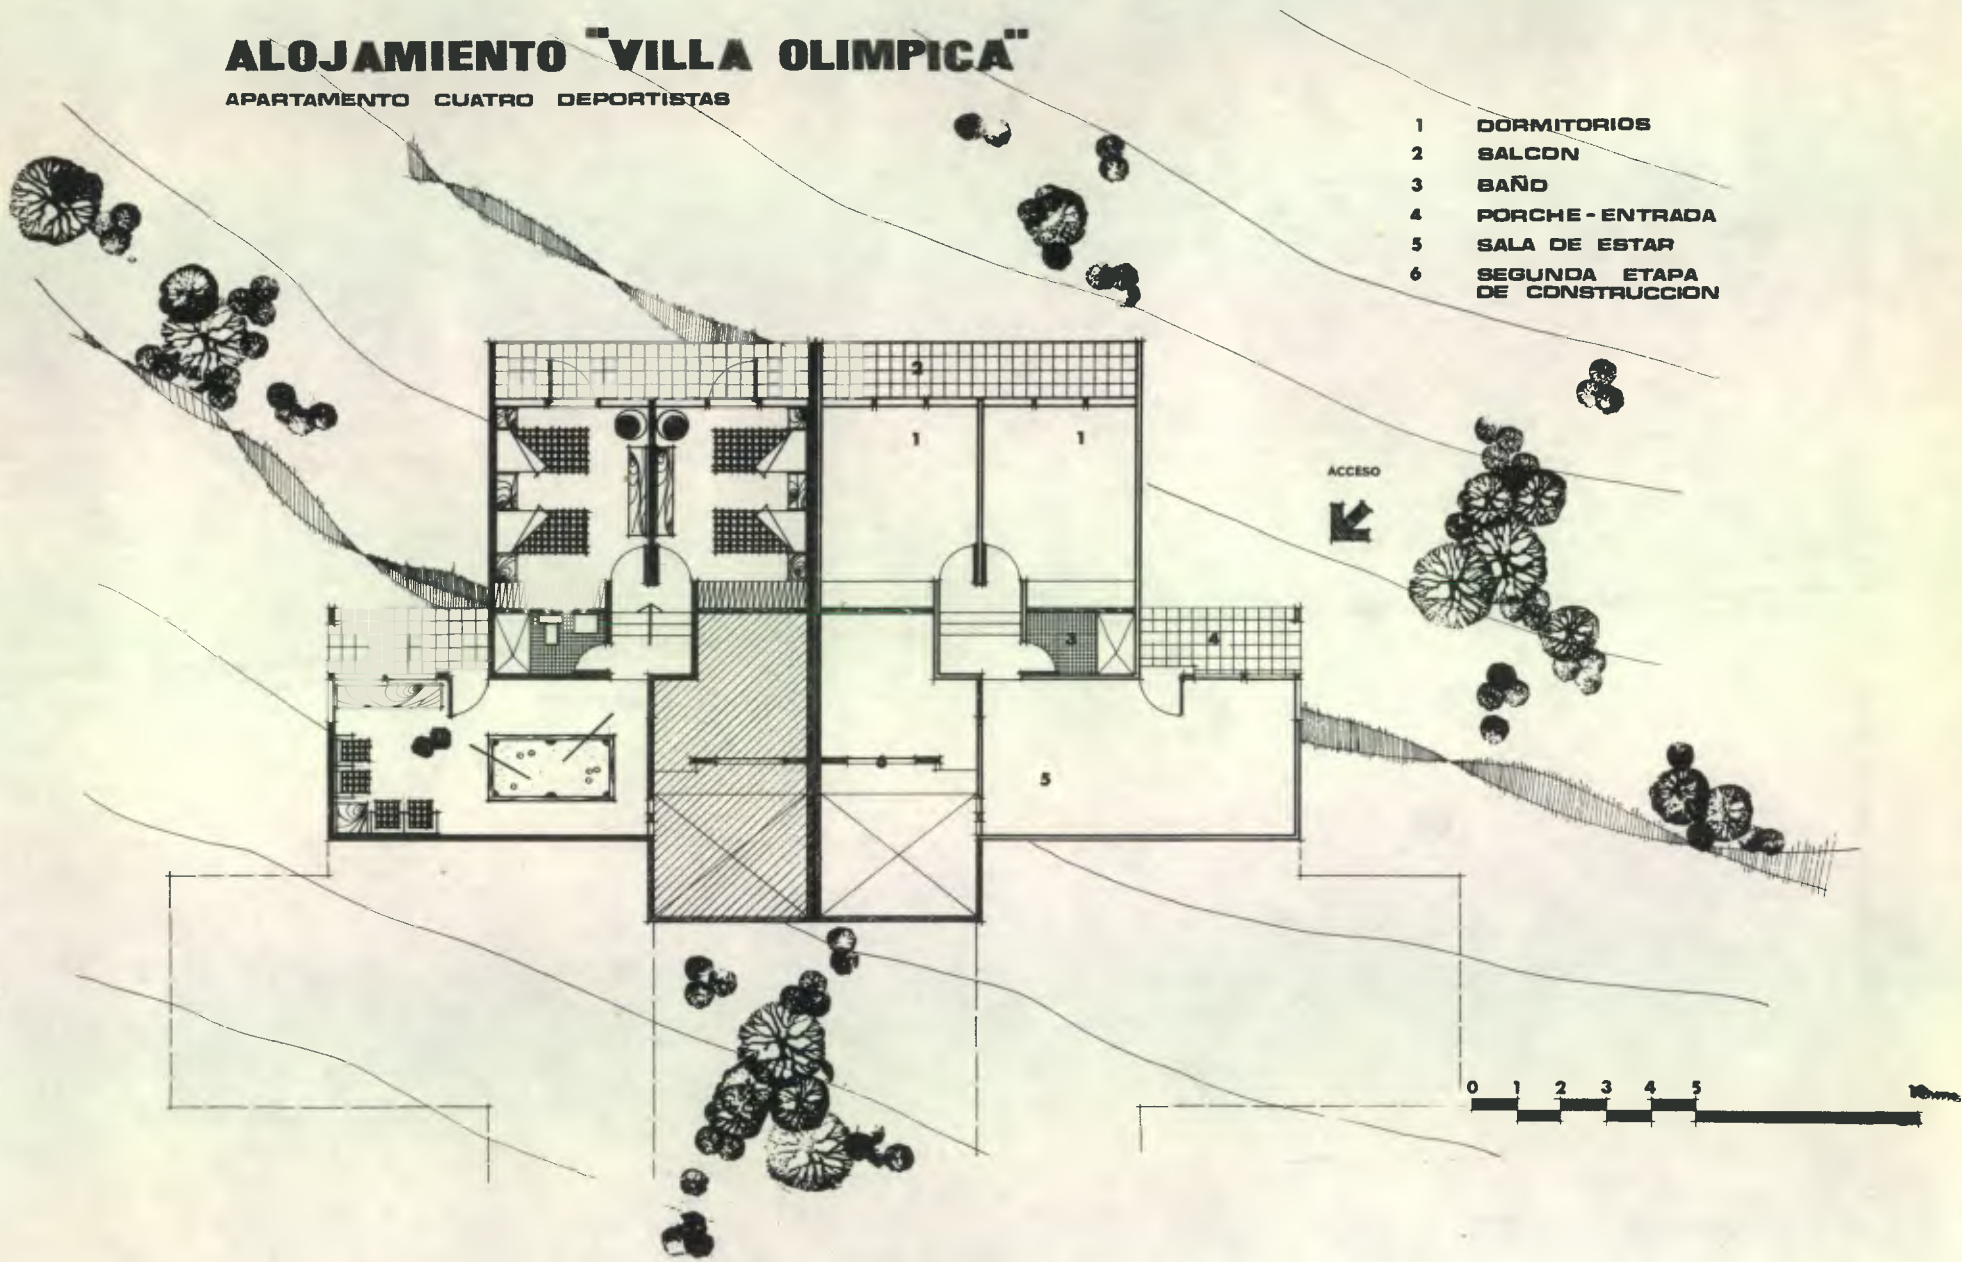 ALOJAMIENTO "VILLA OLIMPICA"
APARTAMENTO CUATRO DEPORTISTAS
1 DORMITORIOS
2 SALCON
3 BAÑO
4 PORCHE-ENTRADA
5 SALA DE ESTAR
6 SEGUNDA ETAPA
DE CONSTRUCCION
2
1 1
ACCESO
3 4
6
5
0 1 2 3 4 5